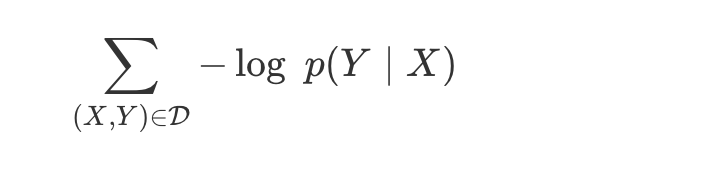 ∑ − log p(Y | X)
(X,Y)∈𝒟